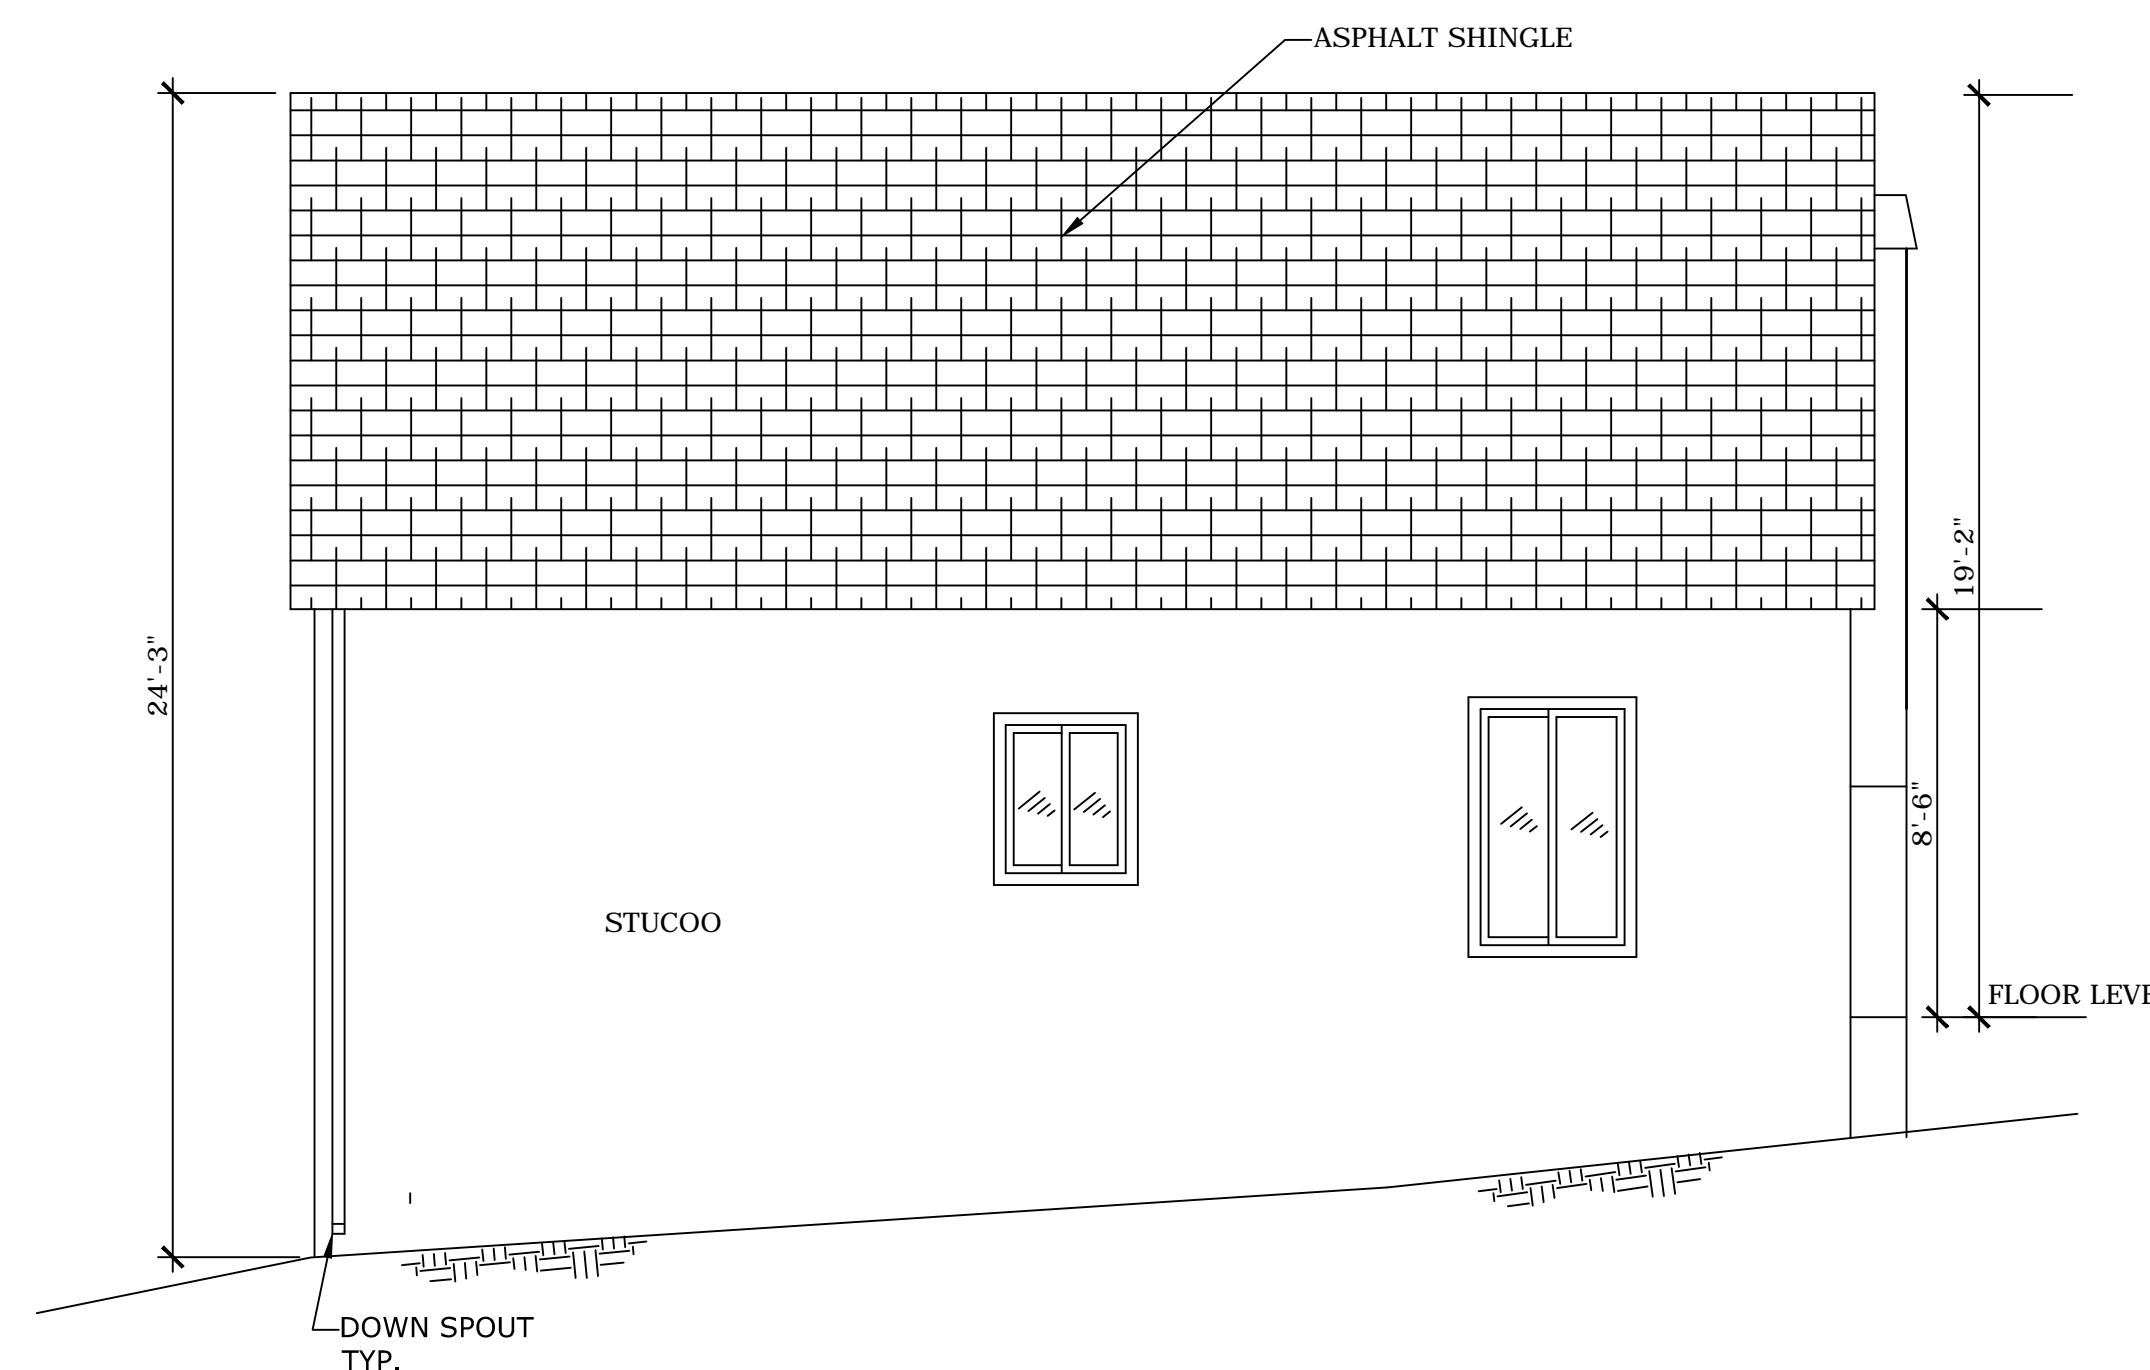 ASPHALT SHINGLE
19'-2"
24'-3"
8'-6"
STUCOO
FLOOR LEVE
DOWN SPOUT
TYP.